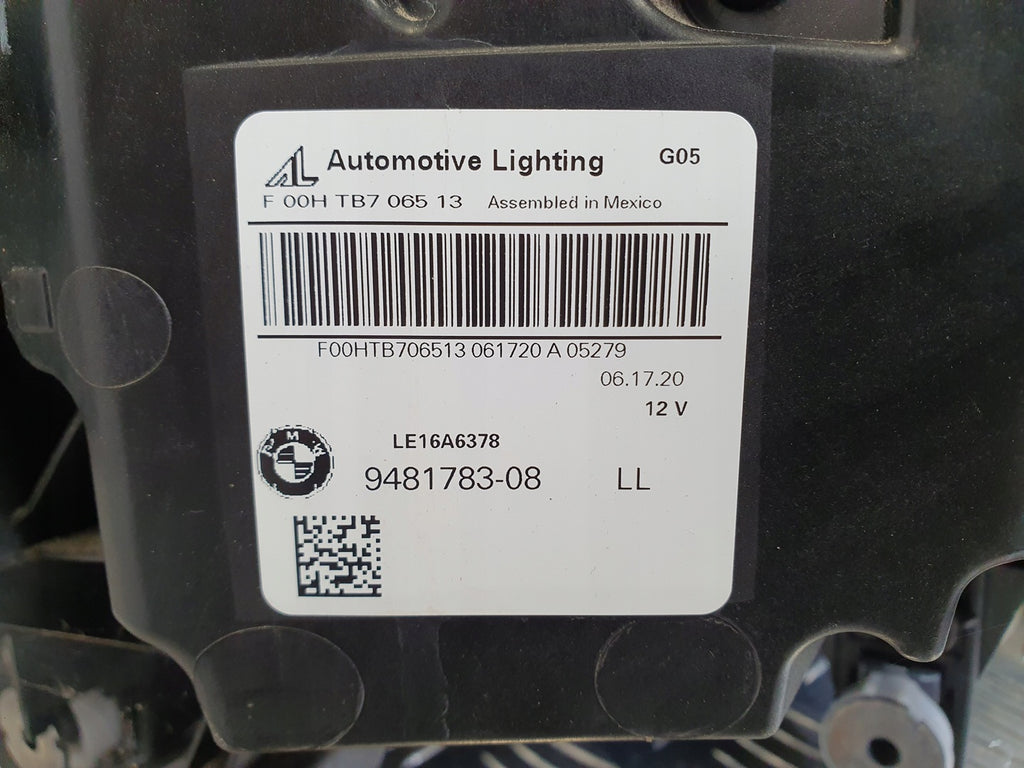 AL Automotive Lighting G05
F 00H TB7 065 13 Assembled in Mexico
F00HTB706513 061720 A 05279
06.17.20
12 V
LE16A6378
BMW
9481783-08 LL